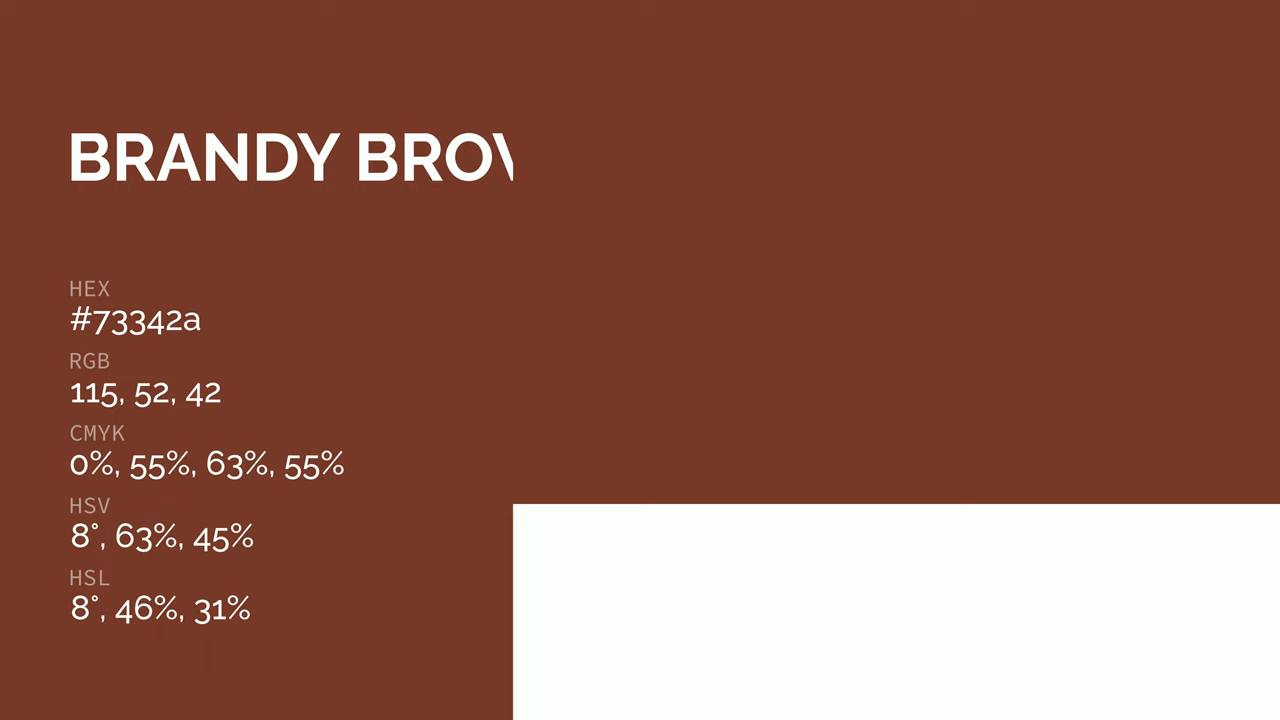 BRANDY BRO
HEX
#73342a
RGB
115, 52, 42
CMYK
0%, 55%, 63%, 55%
HSV
8°, 63%, 45%
HSL
8°, 46%, 31%